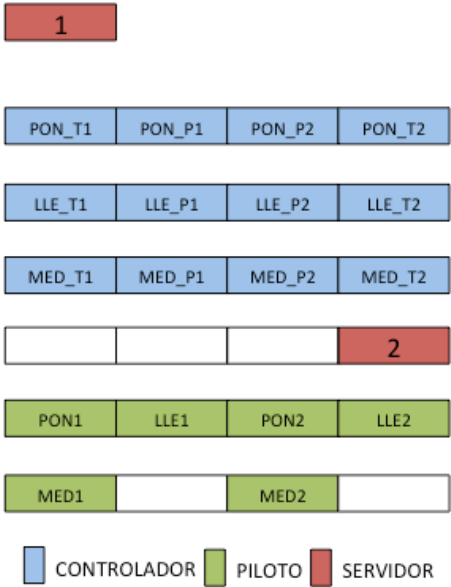 1
PON_T1 PON_P1 PON_P2 PON_T2
LLE_T1 LLE_P1 LLE_P2 LLE_T2
MED_T1 MED_P1 MED_P2 MED_T2
2
PON1 LLE1 PON2 LLE2
MED1 MED2
CONTROLADOR PILOTO SERVIDOR